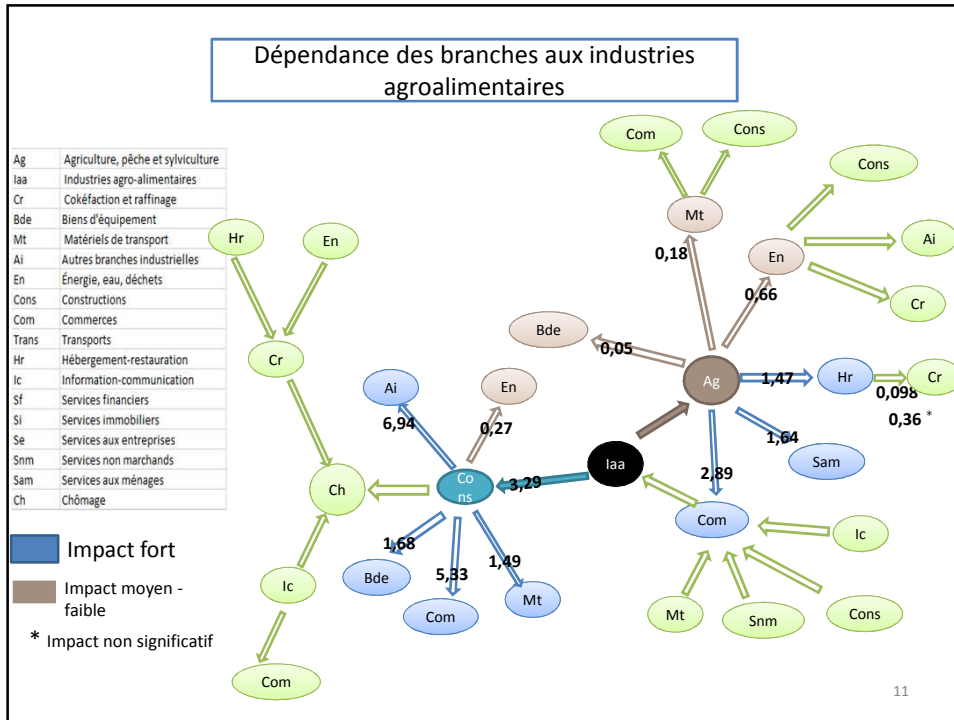 Dépendance des branches aux industries
agroalimentaires
Ag Agriculture, pêche et sylviculture
Iaa Industries agro-alimentaires
Cr Cokéfaction et raffinage
Bde Biens d'équipement
Mt Matériels de transport
Ai Autres branches industrielles
En Énergie, eau, déchets
Cons Constructions
Com Commerces
Trans Transports
Hr Hébergement-restauration
Ic Information-communication
Sf Services financiers
Si Services immobiliers
Se Services aux entreprises
Snm Services non marchands
Sam Services aux ménages
Ch Chômage
Impact fort
Impact moyen -
faible
* Impact non significatif
Hr
En
Cr
Ch
Ic
Com
Ai
6,94
En
0,27
Co
ns
3,29
1,68
5,33
1,49
Bde
Com
Mt
Iaa
Com
Cons
Mt
0,18
Cons
En
Ai
Cr
0,66
Bde
0,05
Ag
1,47
Hr
0,098
Cr
0,36 *
1,64
Sam
2,89
Com
Ic
Mt
Snm
Cons
11